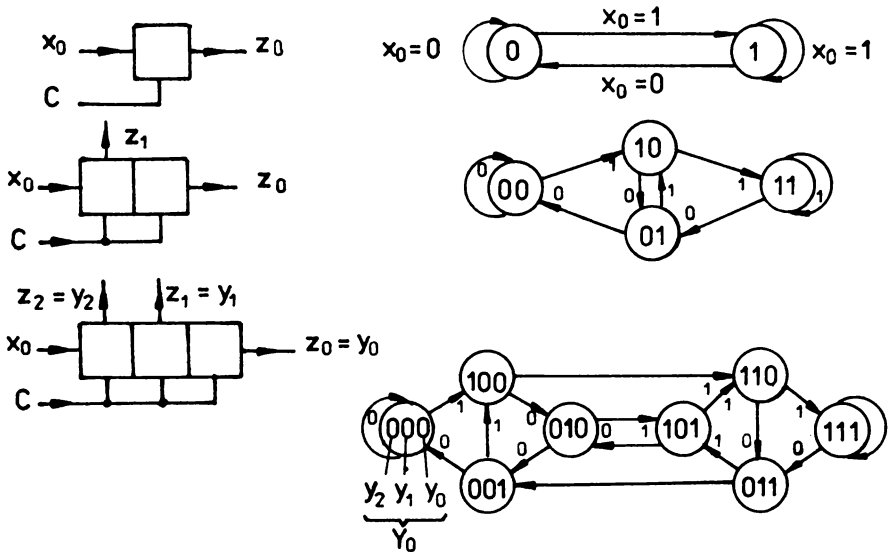 x₀ z₀ x₀=0 0 x₀=1 1 x₀=1
C x₀=0
z₁
x₀ z₀ 0 00 0 1 10 0 1 1 11 1
C 01 0
z₂=y₂ z₁=y₁
x₀ z₀=y₀
C
100 1 110
0 000 1 0 010 0 1 101 1 1 0 1 111
0 1 0 1 0
001 011
y₂ y₁ y₀
Y₀